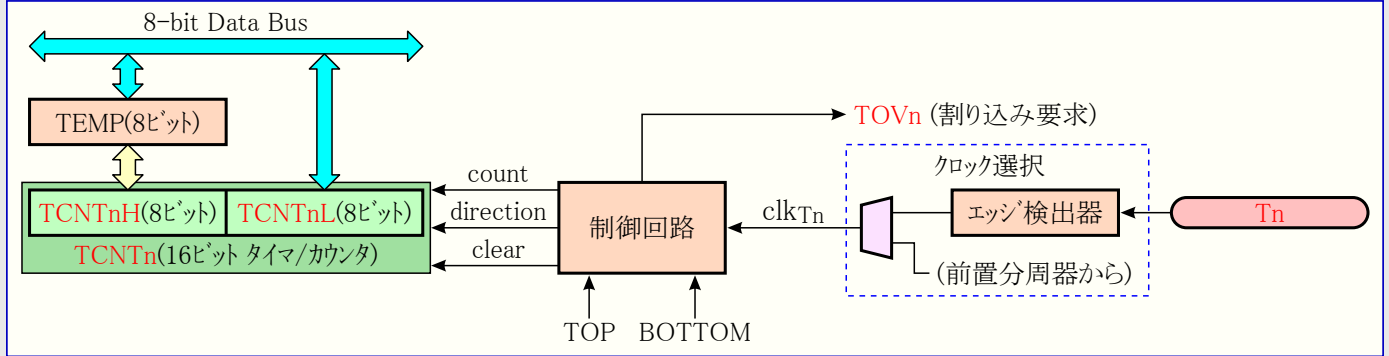 8-bit Data Bus
TEMP(8ビット)
TCNTnH(8ビット)
TCNTnL(8ビット)
TCNTn(16ビット タイマ/カウンタ)
count
direction
clear
制御回路
TOP
BOTTOM
TOVn (割り込み要求)
clkTn
クロック選択
エッジ検出器
(前置分周器から)
Tn